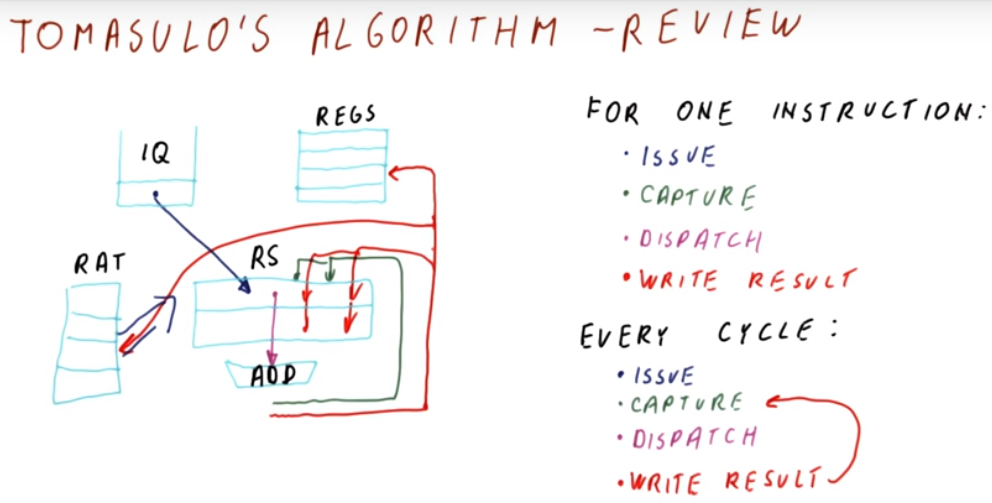 TOMASULO'S ALGORITHM - REVIEW
REGS
IQ
RS
RAT
ADD
FOR ONE INSTRUCTION:
• ISSUE
• CAPTURE
• DISPATCH
• WRITE RESULT
EVERY CYCLE:
• ISSUE
• CAPTURE
• DISPATCH
• WRITE RESULT